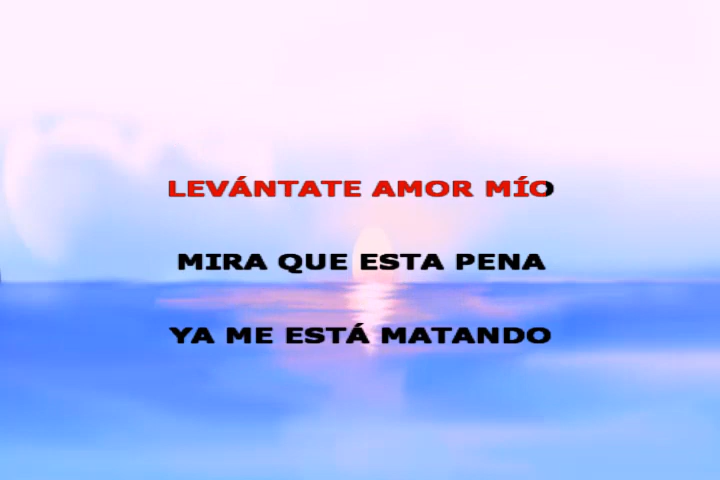 LEVÁNTATE AMOR MÍO
MIRA QUE ESTA PENA
YA ME ESTÁ MATANDO